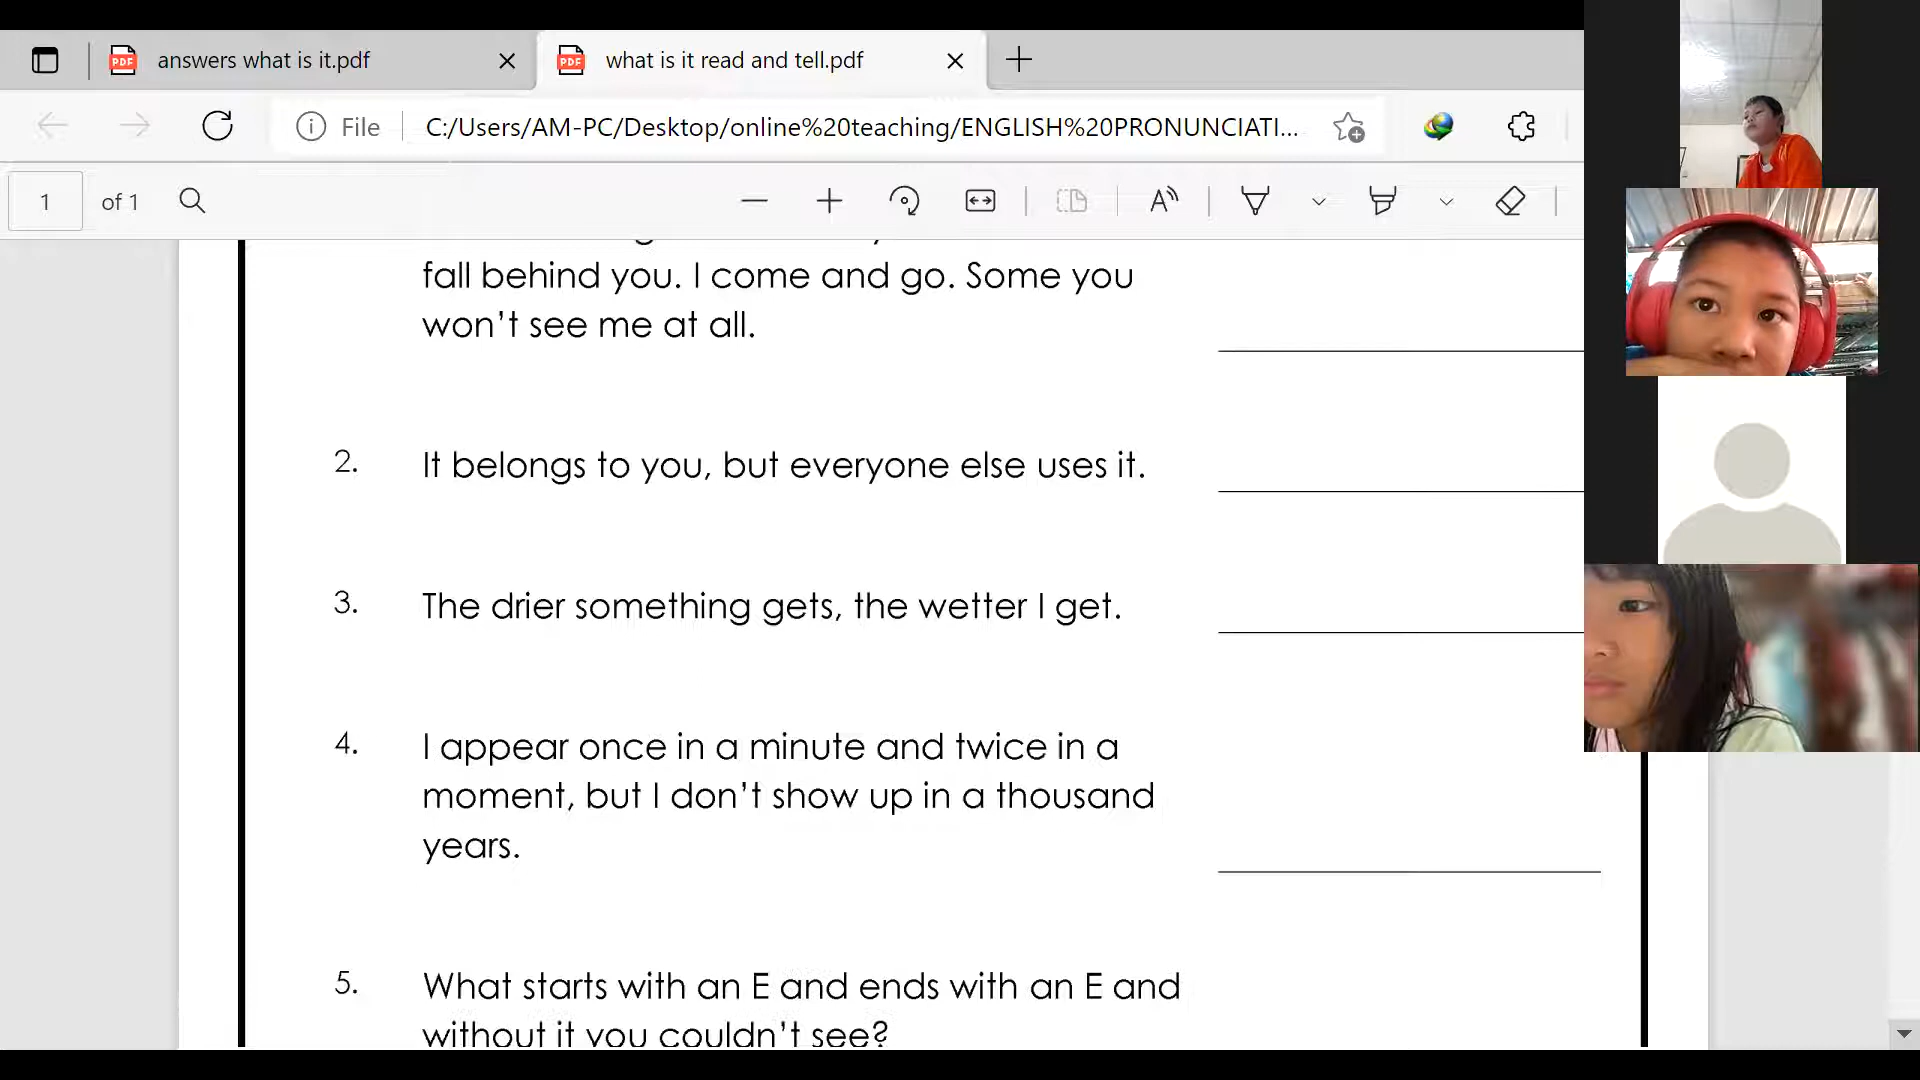 answers what is it.pdf
what is it read and tell.pdf
File
C:/Users/AM-PC/Desktop/online%20teaching/ENGLISH%20PRONUNCIATI...
1
of 1
fall behind you. I come and go. Some you
won't see me at all.
2. It belongs to you, but everyone else uses it.
3. The drier something gets, the wetter I get.
4. I appear once in a minute and twice in a
moment, but I don't show up in a thousand
years.
5. What starts with an E and ends with an E and
without it you couldn't see?